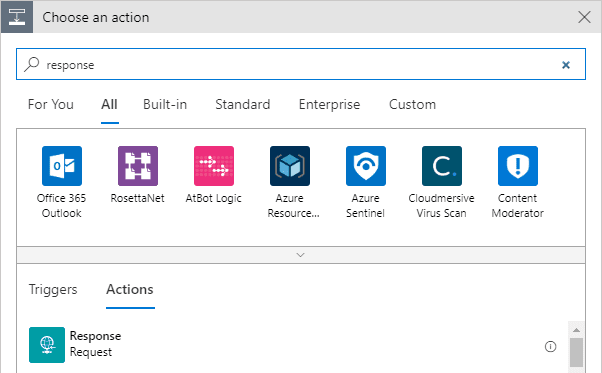 Choose an action
response
For You All Built-in Standard Enterprise Custom
Office 365
Outlook
RosettaNet
AtBot Logic
Azure
Resource...
Azure
Sentinel
Cloudmersive
Virus Scan
Content
Moderator
Triggers Actions
Response
Request